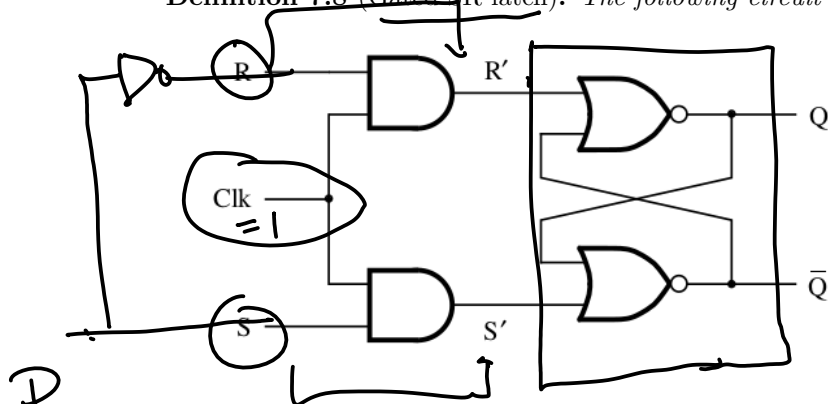 Definition 7.8 (Gated SR latch). The following circuit
R
R′
Q
Clk
= 1
S
S′
Q̅
D